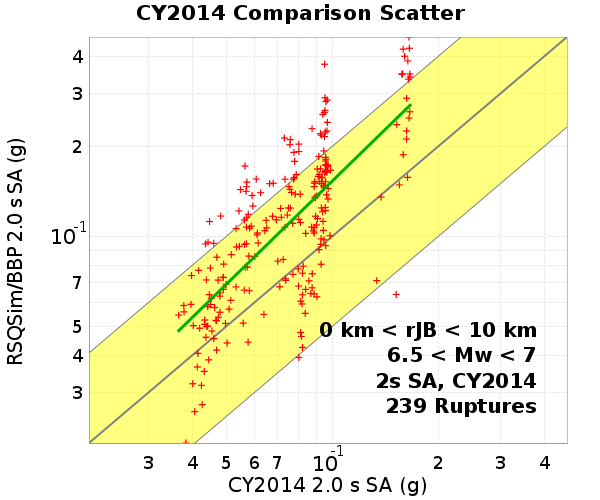 CY2014 Comparison Scatter
RSQSim/BBP 2.0 s SA (g)
4
3
2
10-1
7
5
4
3
0 km < rJB < 10 km
6.5 < Mw < 7
2s SA, CY2014
239 Ruptures
3 4 5 6 7 10-1 2 3 4
CY2014 2.0 s SA (g)